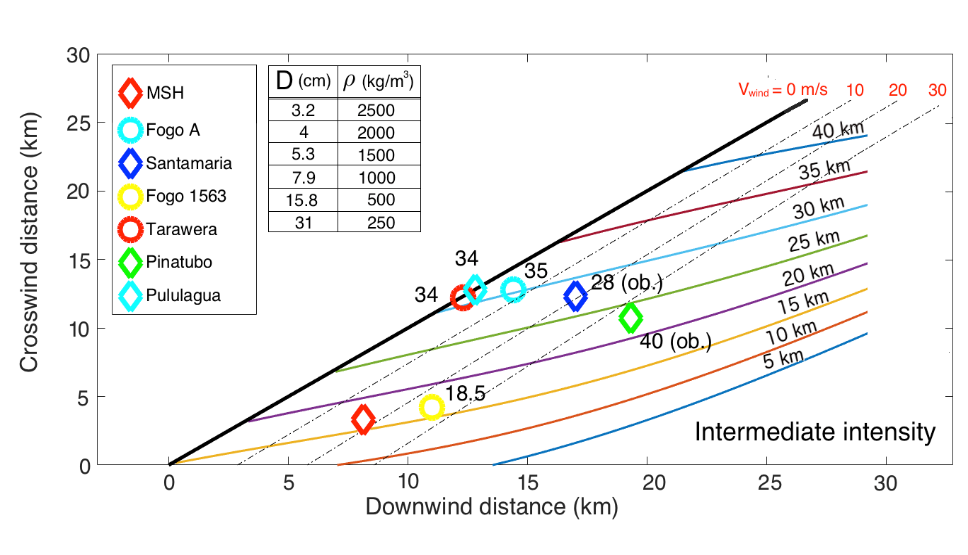 30
25
20
15
10
5
0
Crosswind distance (km)
MSH
Fogo A
Santamaria
Fogo 1563
Tarawera
Pinatubo
Pululagua
D (cm) ρ (kg/m³)
3.2 2500
4 2000
5.3 1500
7.9 1000
15.8 500
31 250
Vwind = 0 m/s 10 20 30
40 km
35 km
30 km
25 km
20 km
15 km
10 km
5 km
34
34
35
28 (ob.)
40 (ob.)
18.5
Intermediate intensity
0 5 10 15 20 25 30
Downwind distance (km)